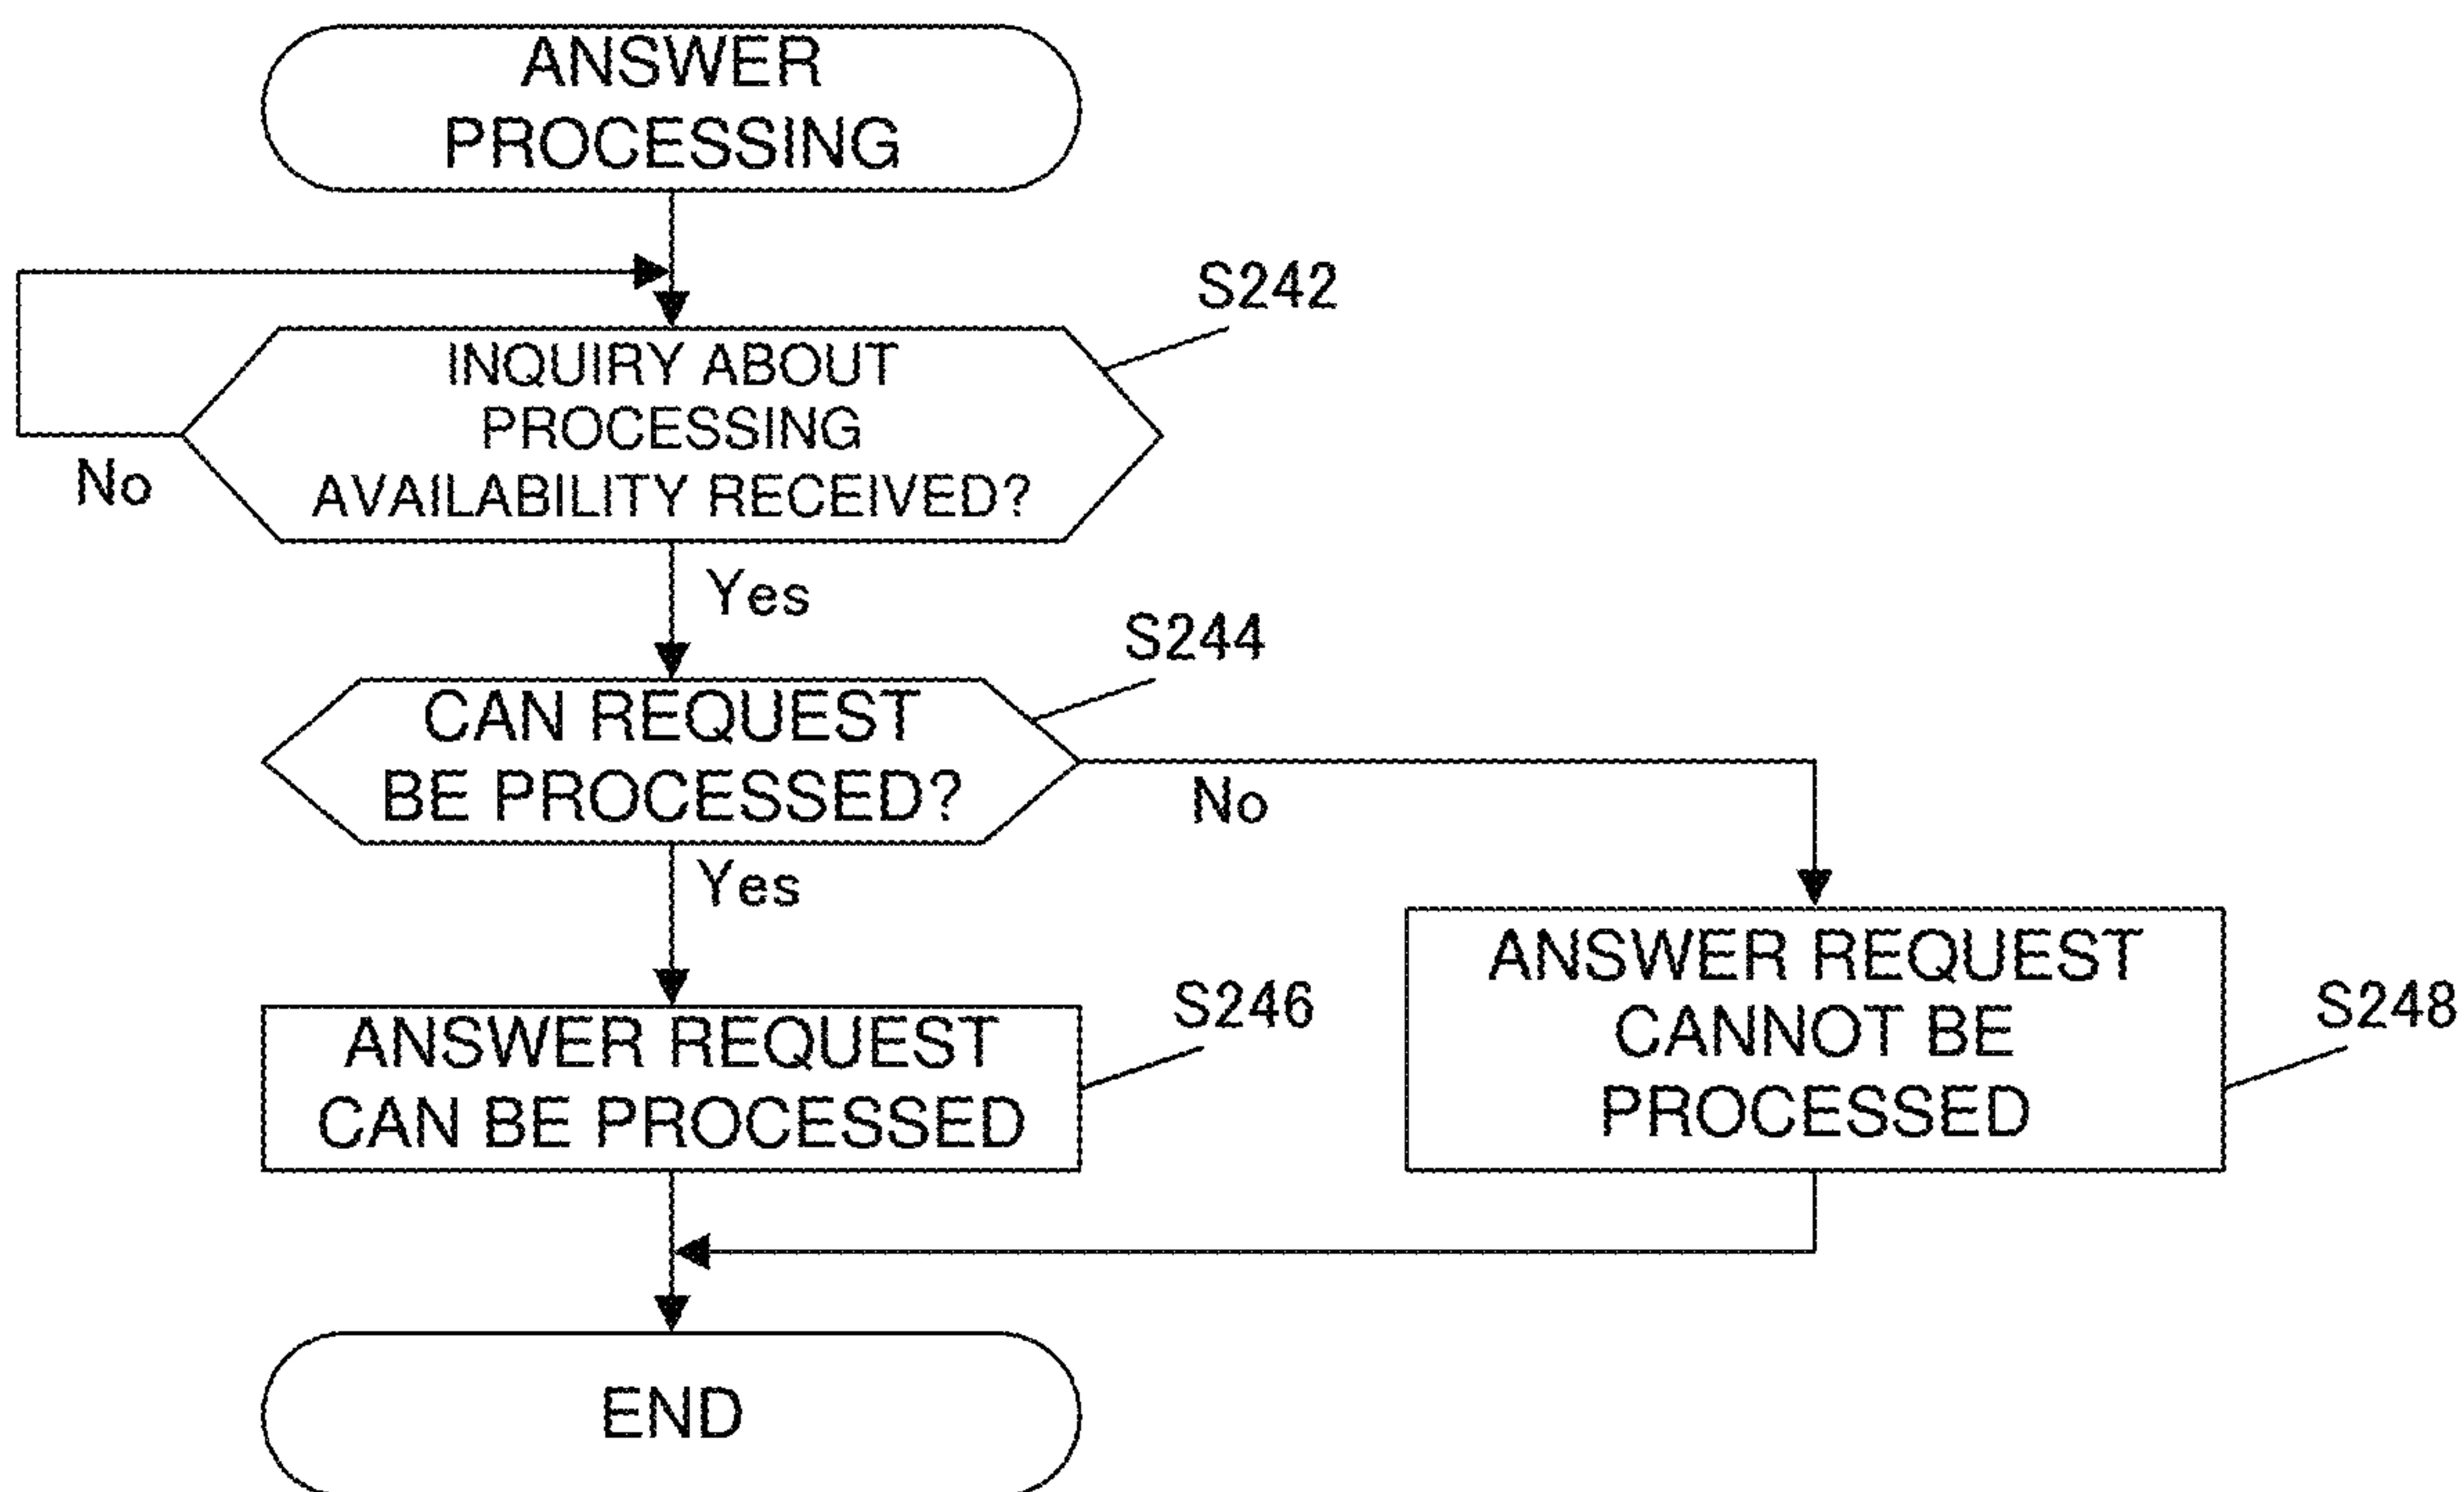 ANSWER
PROCESSING
S242
INQUIRY ABOUT
PROCESSING
AVAILABILITY RECEIVED?
No
Yes
S244
CAN REQUEST
BE PROCESSED?
No
Yes
ANSWER REQUEST
CANNOT BE
PROCESSED
S248
S246
ANSWER REQUEST
CAN BE PROCESSED
END